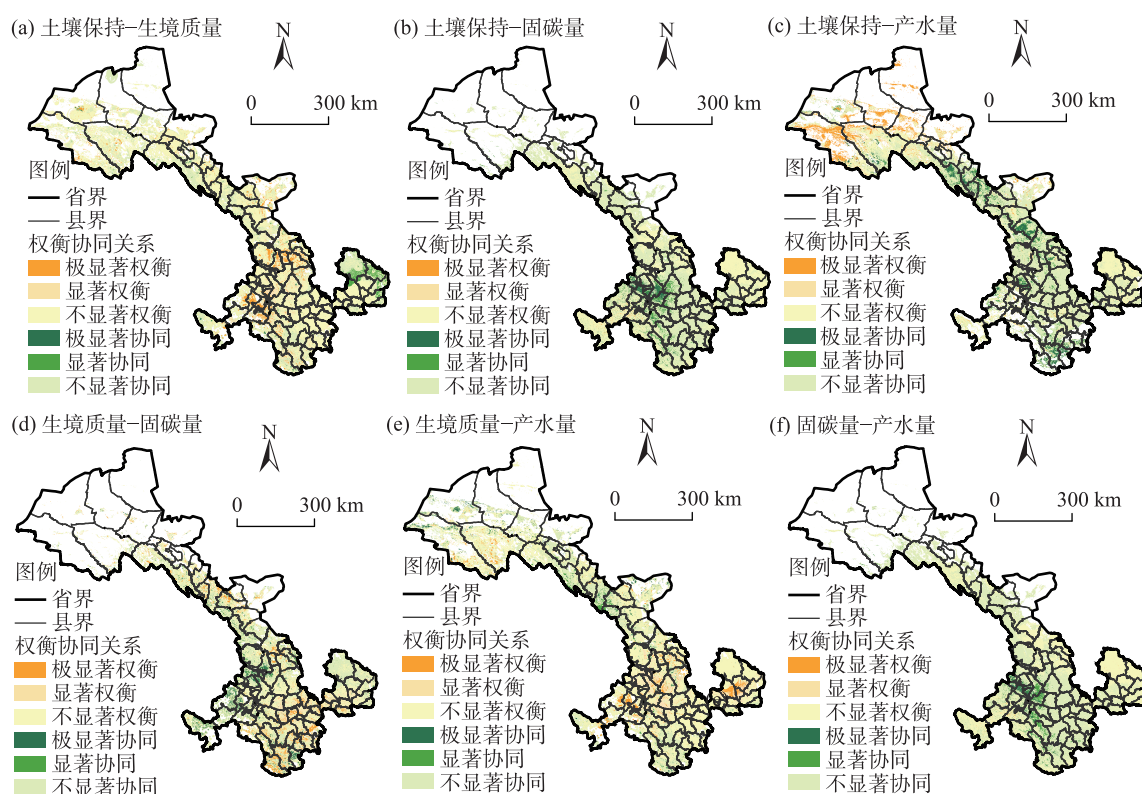 (a) 土壤保持–生境质量
N
0 300 km
图例
省界
县界
权衡协同关系
极显著权衡
显著权衡
不显著权衡
极显著协同
显著协同
不显著协同
(b) 土壤保持–固碳量
N
0 300 km
图例
省界
县界
权衡协同关系
极显著权衡
显著权衡
不显著权衡
极显著协同
显著协同
不显著协同
(c) 土壤保持–产水量
N
0 300 km
图例
省界
县界
权衡协同关系
极显著权衡
显著权衡
不显著权衡
极显著协同
显著协同
不显著协同
(d) 生境质量–固碳量
N
0 300 km
图例
省界
县界
权衡协同关系
极显著权衡
显著权衡
不显著权衡
极显著协同
显著协同
不显著协同
(e) 生境质量–产水量
N
0 300 km
图例
省界
县界
权衡协同关系
极显著权衡
显著权衡
不显著权衡
极显著协同
显著协同
不显著协同
(f) 固碳量–产水量
N
0 300 km
图例
省界
县界
权衡协同关系
极显著权衡
显著权衡
不显著权衡
极显著协同
显著协同
不显著协同